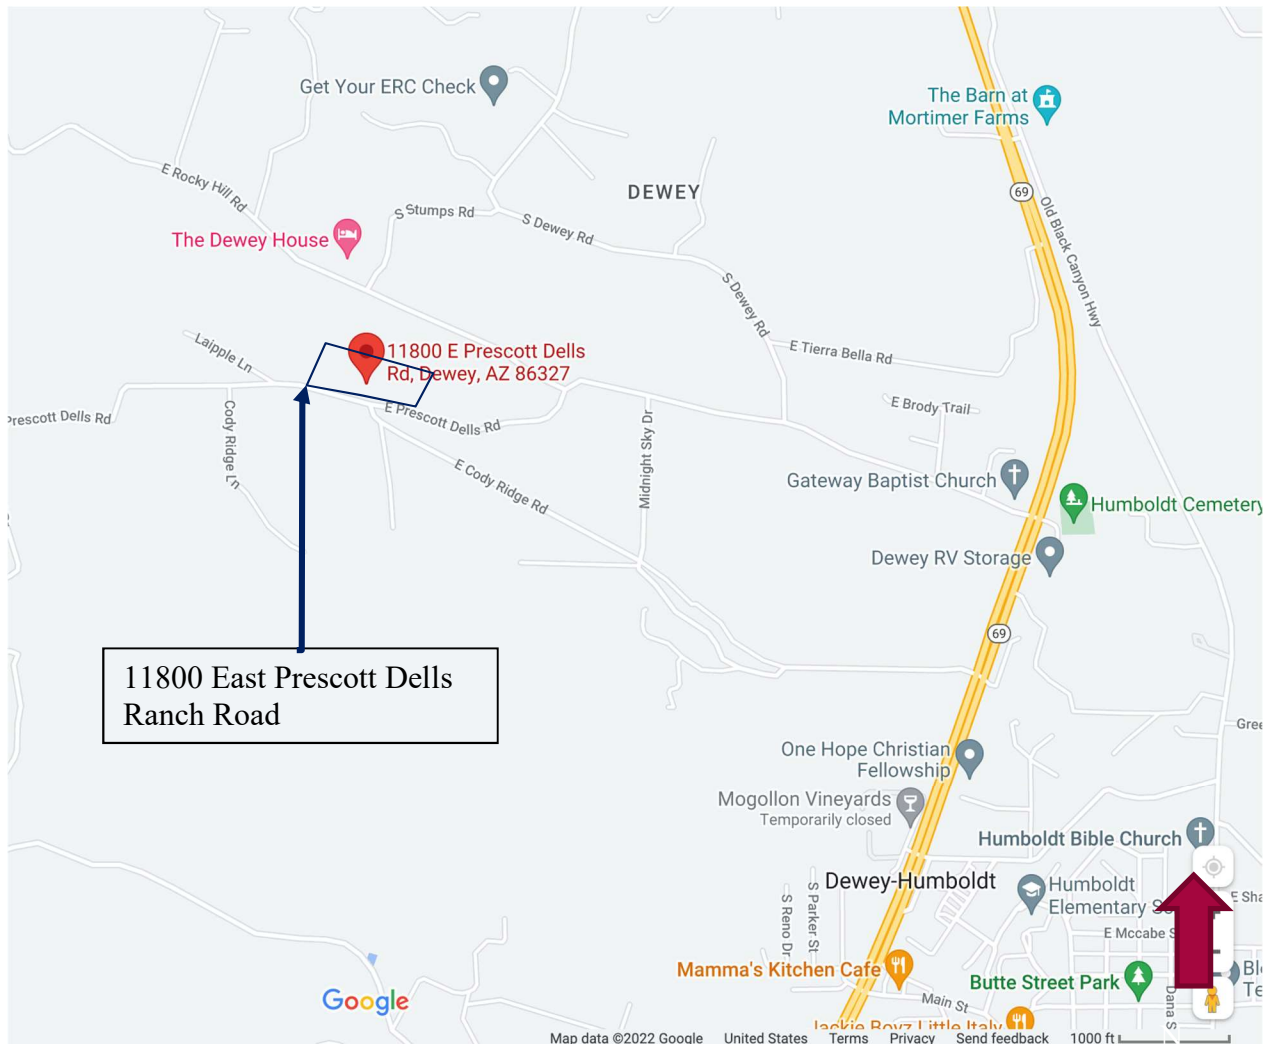 Get Your ERC Check
The Barn at
Mortimer Farms
E Rocky Hill Rd
DEWEY
69
Old Black Canyon Hwy
S Stumps Rd
S Dewey Rd
The Dewey House
S Dewey Rd
Laipple Ln
11800 E Prescott Dells
Rd, Dewey, AZ 86327
E Tierra Bella Rd
Prescott Dells Rd
Cody Ridge Ln
E Prescott Dells Rd
E Brody Trail
Midnight Sky Dr
E Cody Ridge Rd
Gateway Baptist Church
Humboldt Cemetery
Dewey RV Storage
69
11800 East Prescott Dells
Ranch Road
One Hope Christian
Fellowship
Mogollon Vineyards
Temporarily closed
Humboldt Bible Church
Dewey-Humboldt
Humboldt
Elementary
S Reno Dr
S Parker St
E Mccabe
Mamma's Kitchen Cafe
Butte Street Park
Main St
Dana S
Jackie Boyz Little Italy
Google
Map data ©2022 Google United States Terms Privacy Send feedback 1000 ft